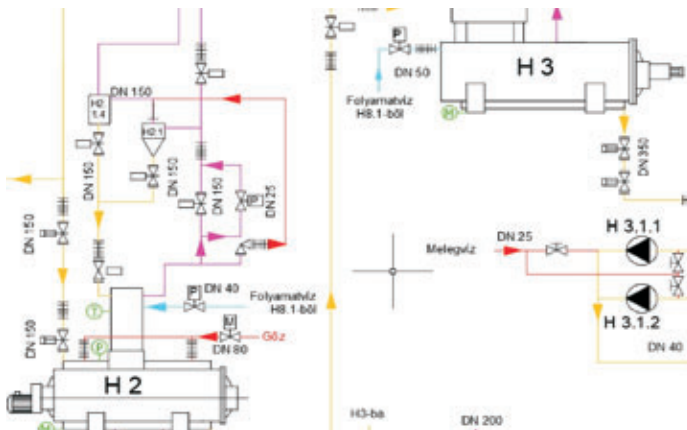 DN 150
H2.
1.4
H2.1
DN 150
DN 150
DN 150
DN 25
P
DN 150
DN 40
P
Folyamatvíz
H8.1-ből
T
M
Gőz
DN 80
DN 150
P
H 2
M
P
DN 50
H 3
Folyamatvíz
H8.1-ből
M
DN 350
H
DN 25
H 3.1.1
Melegvíz
H 3.1.2
DN 40
H3-ba
DN 200